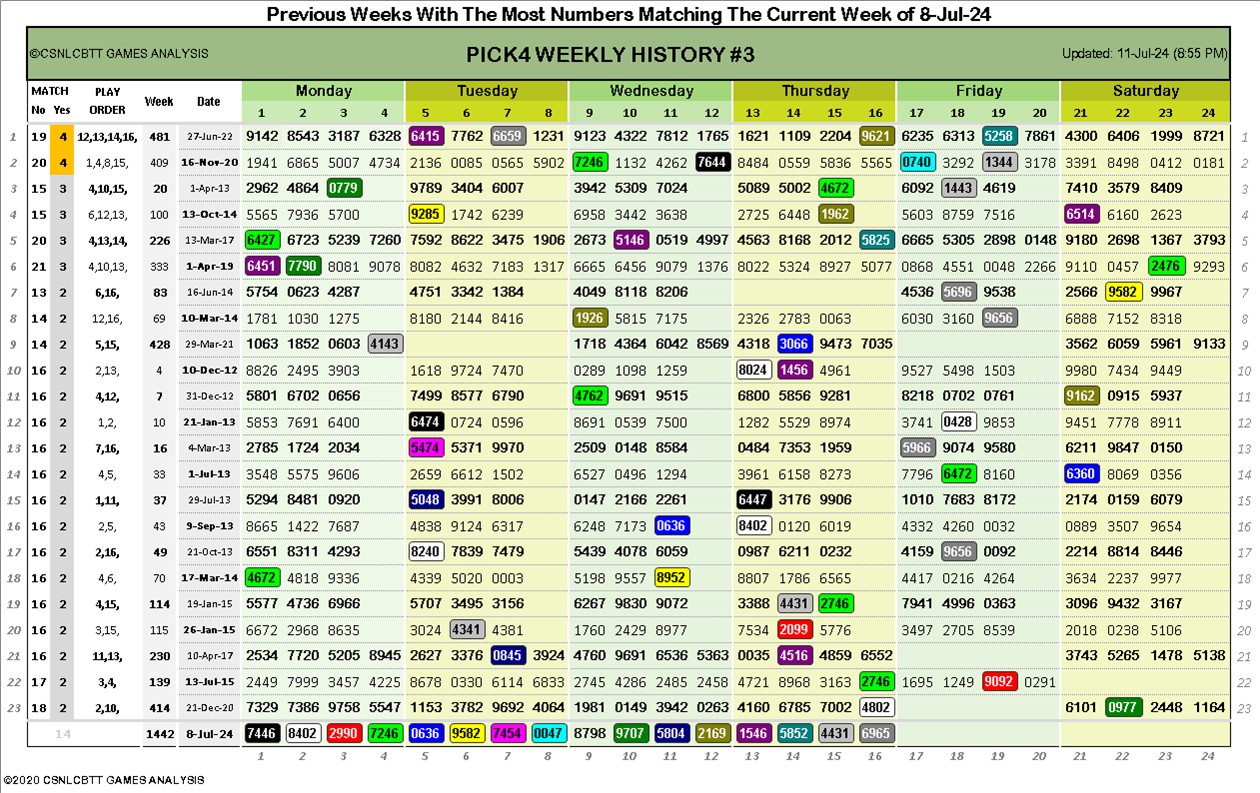 Previous Weeks With The Most Numbers Matching The Current Week of 8-Jul-24
©CSNLCBTT GAMES ANALYSIS PICK4 WEEKLY HISTORY #3 Updated: 11-Jul-24 (8:55 PM)
MATCH PLAY Week Date Monday Tuesday Wednesday Thursday Friday Saturday
No Yes ORDER 1 2 3 4 5 6 7 8 9 10 11 12 13 14 15 16 17 18 19 20 21 22 23 24
1 19 4 12,13,14,16, 481 27-Jun-22 9142 8543 3187 6328 6415 7762 6659 1231 9123 4322 7812 1765 1621 1109 2204 9621 6235 6313 5258 7861 4300 6406 1999 8721 1
2 20 4 1,4,8,15, 409 16-Nov-20 1941 6865 5007 4734 2136 0085 0565 5902 7246 1132 4262 7644 8484 0559 5836 5565 0740 3292 1344 3178 3391 8498 0412 0181 2
3 15 3 4,10,15, 20 1-Apr-13 2962 4864 0779 9789 3404 6007 3942 5309 7024 5089 5002 4672 6092 1443 4619 7410 3579 8409 3
4 15 3 6,12,13, 100 13-Oct-14 5565 7936 5700 9285 1742 6239 6958 3442 3638 2725 6448 1962 5603 8759 7516 6514 6160 2623 4
5 20 3 4,13,14, 226 13-Mar-17 6427 6723 5239 7260 7592 8622 3475 1906 2673 5146 0519 4997 4563 8168 2012 5825 6665 5305 2898 0148 9180 2698 1367 3793 5
6 21 3 4,10,13, 333 1-Apr-19 6451 7790 8081 9078 8082 4632 7183 1317 6665 6456 9079 1376 8022 5324 8927 5077 0868 4551 0048 2266 9110 0457 2476 9293 6
7 13 2 6,16, 83 16-Jun-14 5754 0623 4287 4751 3342 1384 4049 8118 8206 4536 5696 9538 2566 9582 9967 7
8 14 2 12,16, 69 10-Mar-14 1781 1030 1275 8180 2144 8416 1926 5815 7175 2326 2783 0063 6030 3160 9656 6888 7152 8318 8
9 14 2 5,15, 428 29-Mar-21 1063 1852 0603 4143 1718 4364 6042 8569 4318 3066 9473 7035 3562 6059 5961 9133 9
10 16 2 2,13, 4 10-Dec-12 8826 2495 3903 1618 9724 7470 0289 1098 1259 8024 1456 4961 9527 5498 1503 9980 7434 9449 10
11 16 2 4,12, 7 31-Dec-12 5801 6702 0656 7499 8577 6790 4762 9691 9515 6800 5856 9281 8218 0702 0761 9162 0915 5937 11
12 16 2 1,2, 10 21-Jan-13 5853 7691 6400 6474 0724 0596 8691 0539 7500 1282 5529 8974 3741 0428 9853 9451 7778 8911 12
13 16 2 7,16, 16 4-Mar-13 2785 1724 2034 5474 5371 9970 2509 0148 8584 0484 7353 1959 5966 9074 9580 6211 9847 0150 13
14 16 2 4,5, 33 1-Jul-13 3548 5575 9606 2659 6612 1502 6527 0496 1294 3961 6158 8273 7796 6472 8160 6360 8069 0356 14
15 16 2 1,11, 37 29-Jul-13 5294 8481 0920 5048 3991 8006 0147 2166 2261 6447 3176 9906 1010 7683 8172 2174 0159 6079 15
16 16 2 2,5, 43 9-Sep-13 8665 1422 7687 4838 9124 6317 6248 7173 0636 8402 0120 6019 4332 4260 0032 0889 3507 9654 16
17 16 2 2,16, 49 21-Oct-13 6551 8311 4293 8240 7839 7479 5439 4078 6059 0987 6211 0232 4159 9656 0092 2214 8814 8446 17
18 16 2 4,6, 70 17-Mar-14 4672 4818 9336 4339 5020 0003 5198 9557 8952 8807 1786 6565 4417 0216 4264 3634 2237 9977 18
19 16 2 4,15, 114 19-Jan-15 5577 4736 6966 5707 3495 3156 6267 9830 9072 3388 4431 2746 7941 4996 0363 3096 9432 3167 19
20 16 2 3,15, 115 26-Jan-15 6672 2968 8635 3024 4341 4381 1760 2429 8977 7534 2099 5776 3497 2705 8539 2018 0238 5106 20
21 16 2 11,13, 230 10-Apr-17 2534 7720 5205 8945 2627 3376 0845 3924 4760 9691 6536 5363 0035 4516 4859 6552 3743 5265 1478 5138 21
22 17 2 3,4, 139 13-Jul-15 2449 7999 3457 4225 8678 0330 6114 6833 2745 4286 2485 2458 4721 8968 3163 2746 1695 1249 9092 0291 22
23 18 2 2,10, 414 21-Dec-20 7329 7386 9758 5547 1153 3782 9692 4064 1981 0149 3942 0263 4160 6785 7002 4802 6101 0977 2448 1164 23
14 1442 8-Jul-24 7446 8402 2990 7246 0636 9582 7454 0047 8798 9707 5804 2169 1546 5852 4431 6965
1 2 3 4 5 6 7 8 9 10 11 12 13 14 15 16 17 18 19 20 21 22 23 24
©2020 CSNLCBTT GAMES ANALYSIS